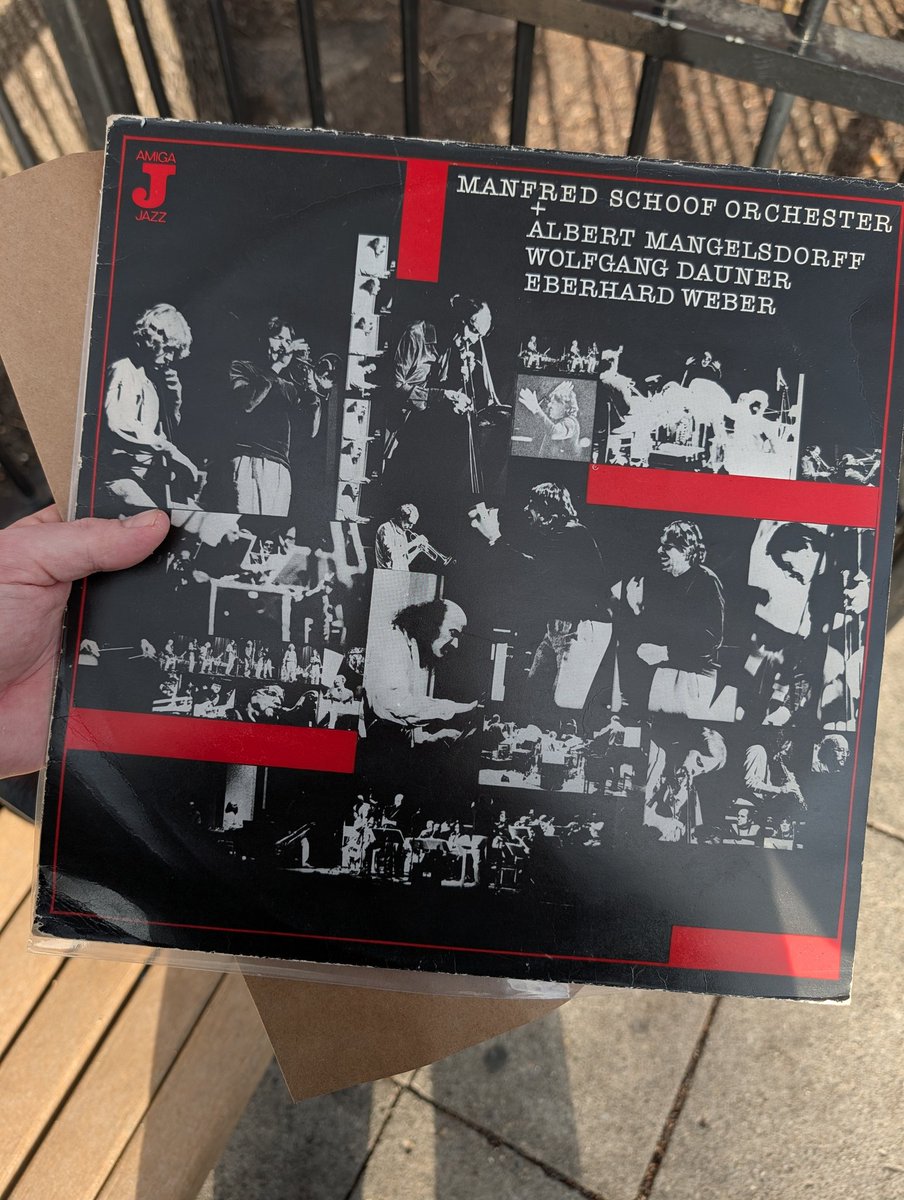 AMIGA
J
JAZZ
MANFRED SCHOOF ORCHESTER
+
ALBERT MANGELSDORFF
WOLFGANG DAUNER
EBERHARD WEBER